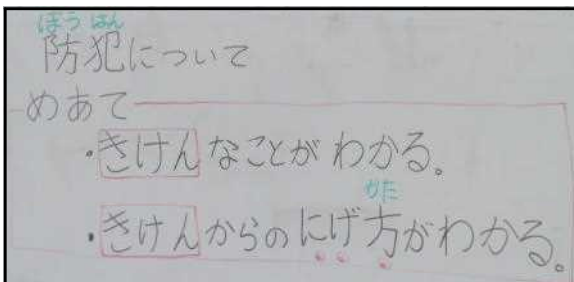 ぼうはん
防犯について
めあて
・きけんなことがわかる。
かた
・きけんからのにげ方がわかる。